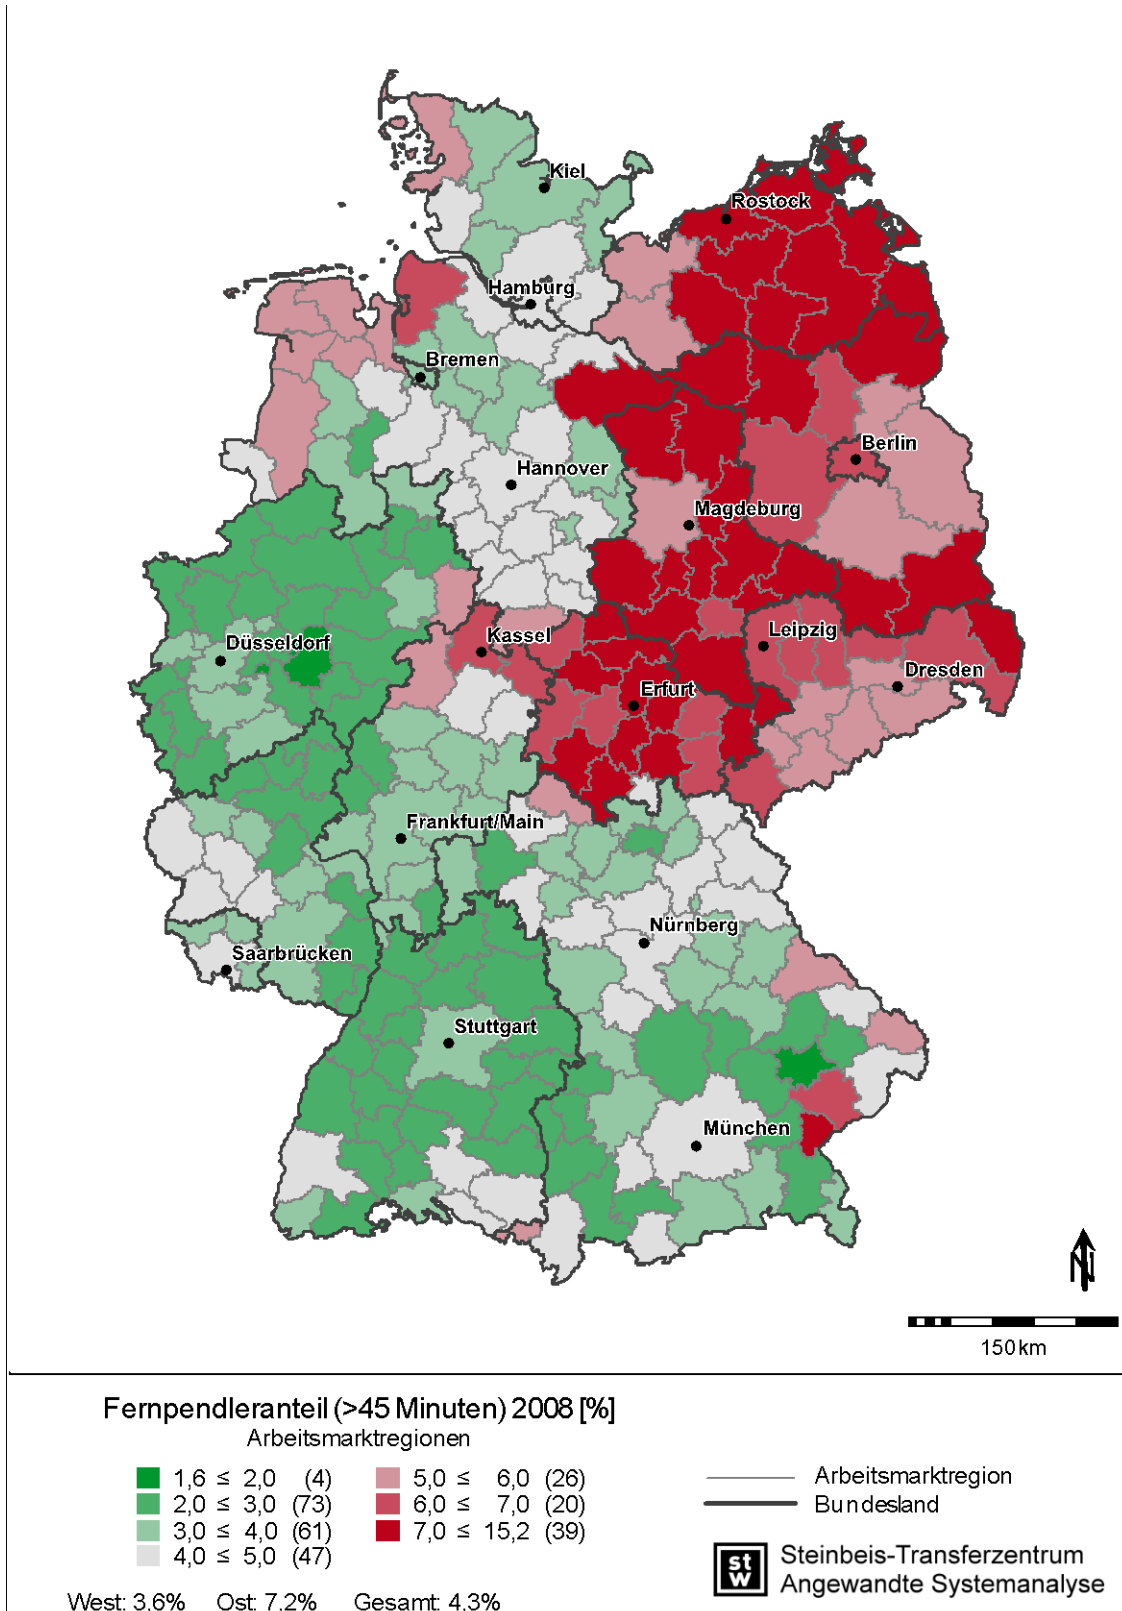 Kiel
Rostock
Hamburg
Bremen
Berlin
Hannover
Magdeburg
Düsseldorf
Kassel
Leipzig
Dresden
Erfurt
Frankfurt/Main
Nürnberg
Saarbrücken
Stuttgart
München
N
150 km
Fernpendleranteil (>45 Minuten) 2008 [%]
Arbeitsmarktregionen
1,6 ≤ 2,0 (4)
2,0 ≤ 3,0 (73)
3,0 ≤ 4,0 (61)
4,0 ≤ 5,0 (47)
5,0 ≤ 6,0 (26)
6,0 ≤ 7,0 (20)
7,0 ≤ 15,2 (39)
West: 3,6% Ost: 7,2% Gesamt: 4,3%
Arbeitsmarktregion
Bundesland
st
w
Steinbeis-Transferzentrum
Angewandte Systemanalyse